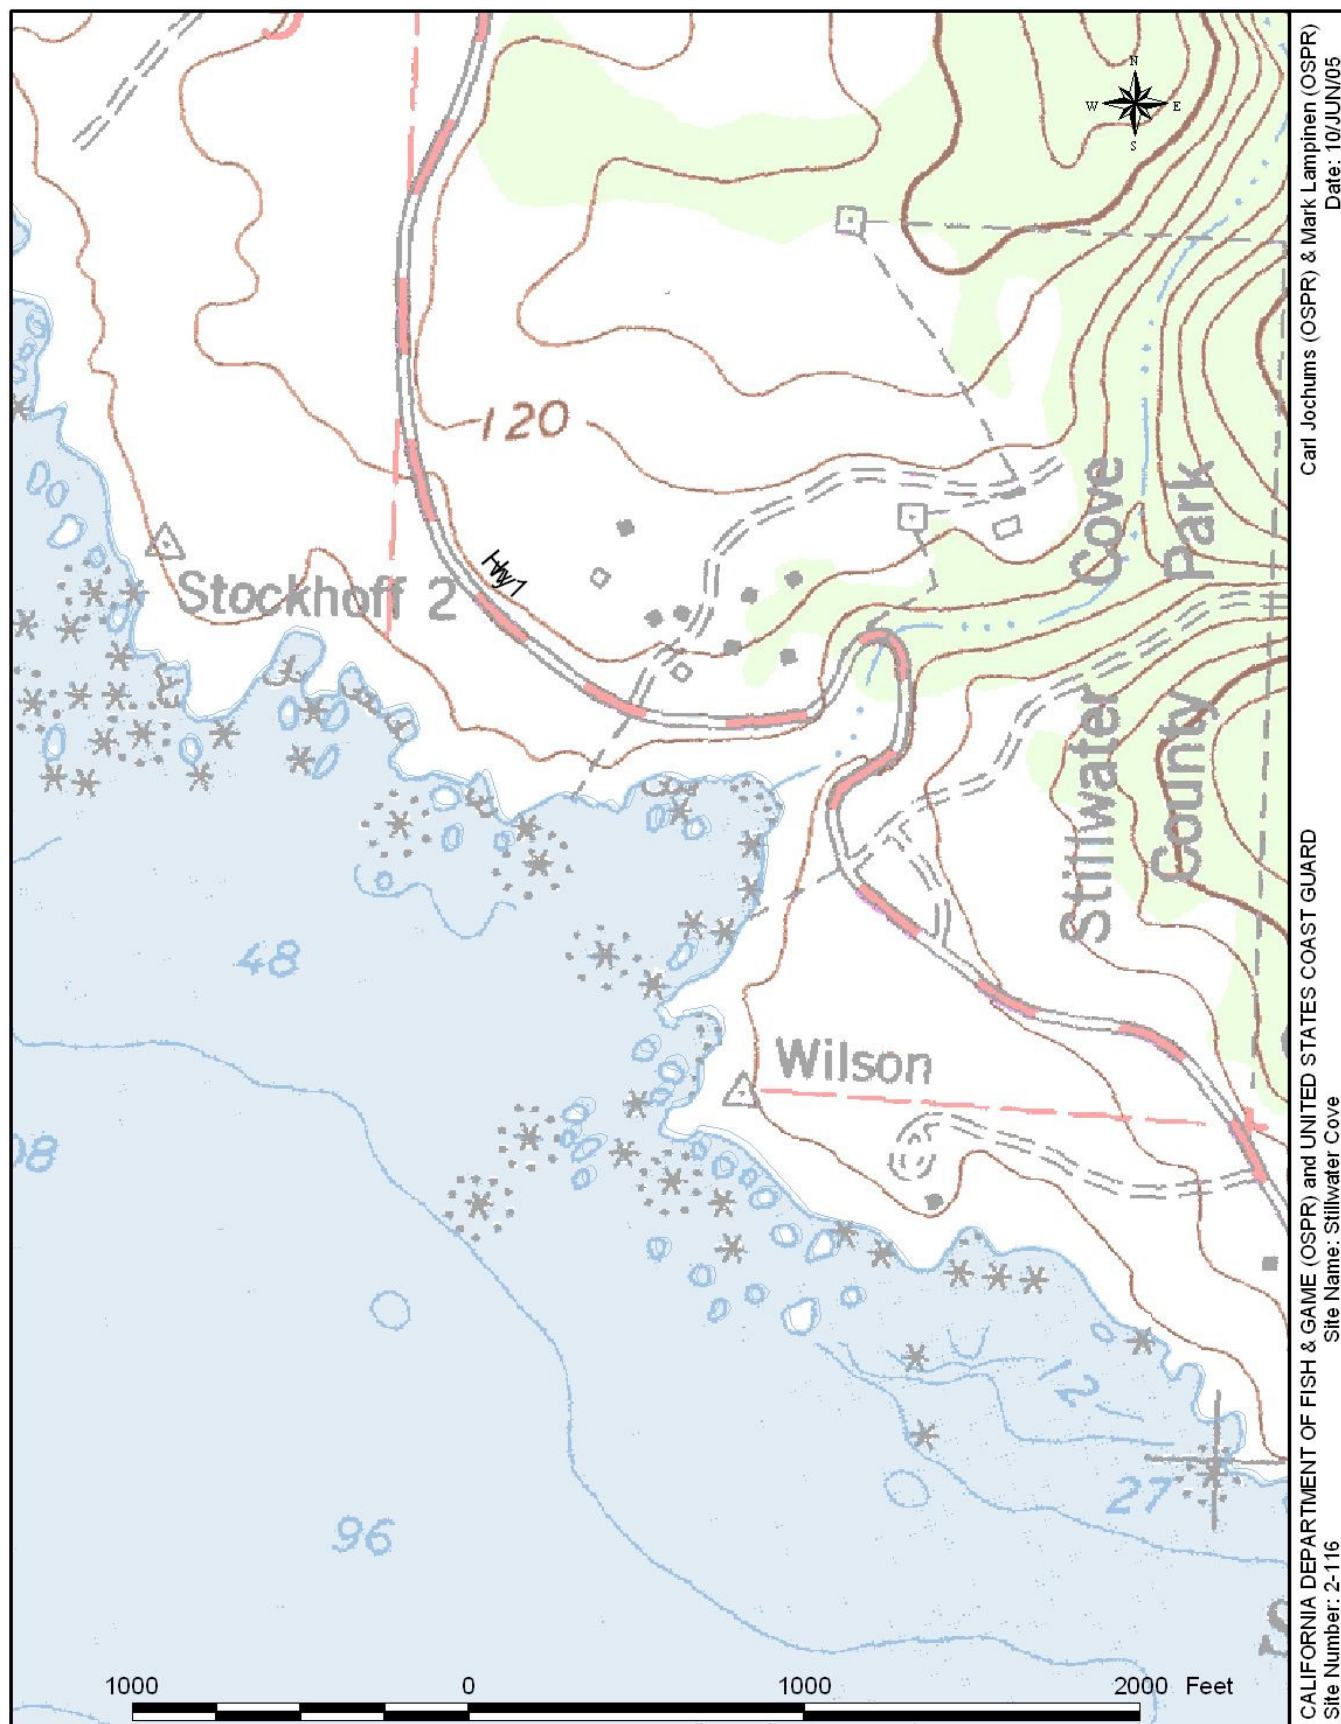 N
W E
S
120
Hwy 1
Stockhoff 2
Stillwater Cove
County Park
48
Wilson
12
27
96
1000 0 1000 2000 Feet
CALIFORNIA DEPARTMENT OF FISH & GAME (OSPR) and UNITED STATES COAST GUARD
Carl Jochums (OSPR) & Mark Lampinen (OSPR)
Site Number: 2-116
Site Name: Stillwater Cove
Date: 10/JUN/05